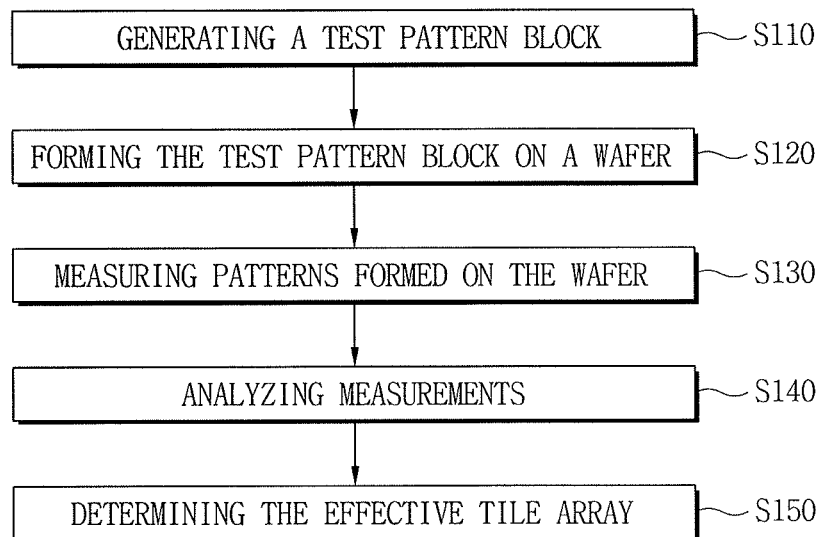 GENERATING A TEST PATTERN BLOCK S110
FORMING THE TEST PATTERN BLOCK ON A WAFER S120
MEASURING PATTERNS FORMED ON THE WAFER S130
ANALYZING MEASUREMENTS S140
DETERMINING THE EFFECTIVE TILE ARRAY S150